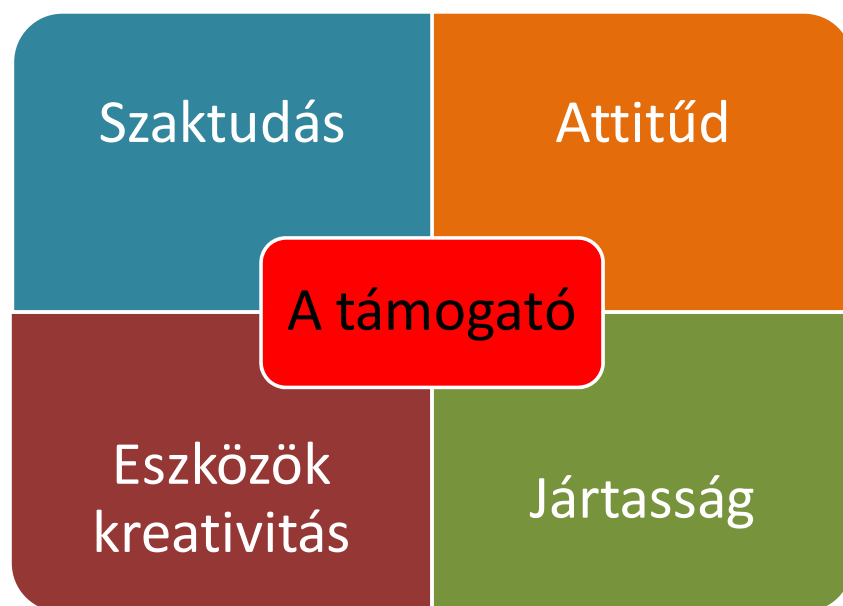 Szaktudás
Attitűd
A támogató
Eszközök
kreativitás
Jártasság